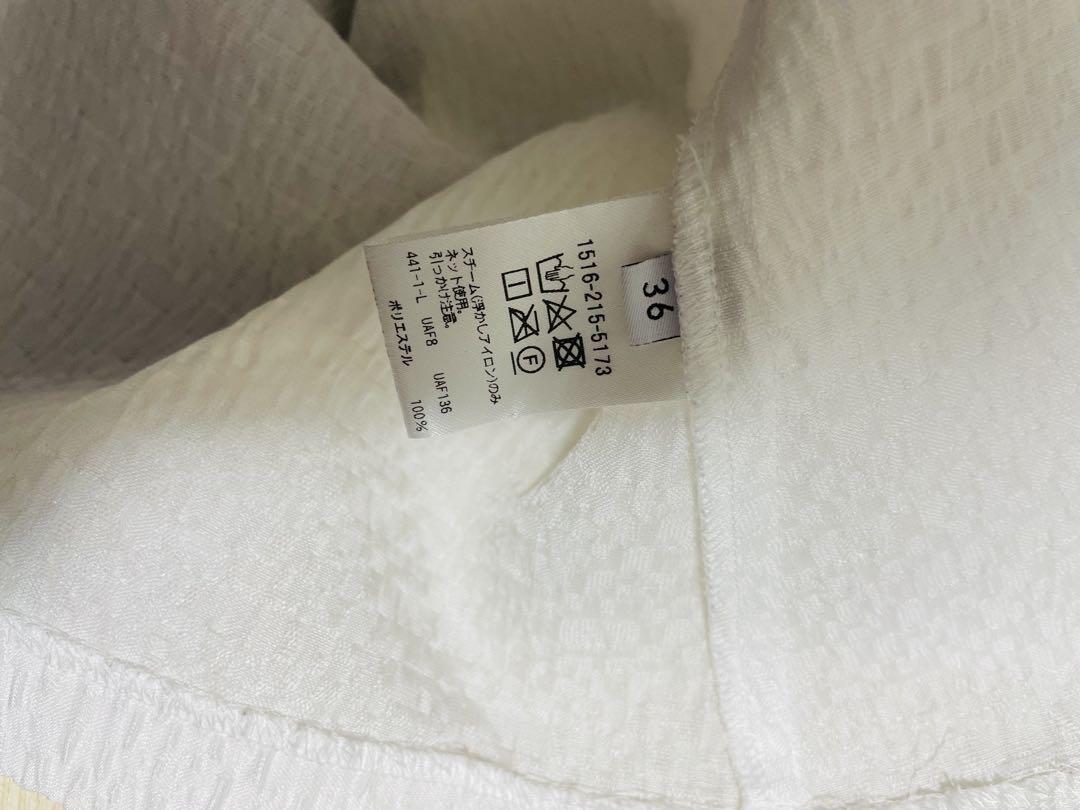 36
1516-215-5173
F
スチーム(浮かしアイロン)のみ
ネット使用。
引っかけ注意。
441-1-L UAF8 UAF136
ポリエステル 100%